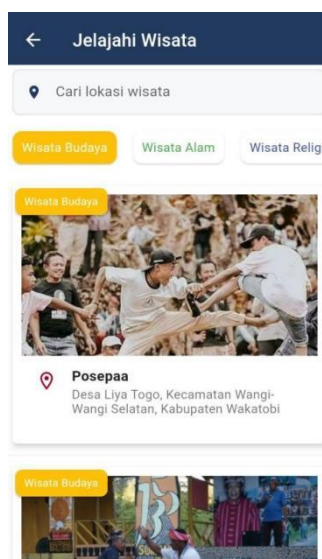 Jelajahi Wisata
Cari lokasi wisata
Wisata Budaya
Wisata Alam
Wisata Relig
Wisata Budaya
Posepaa
Desa Liya Togo, Kecamatan Wangi-
Wangi Selatan, Kabupaten Wakatobi
Wisata Budaya